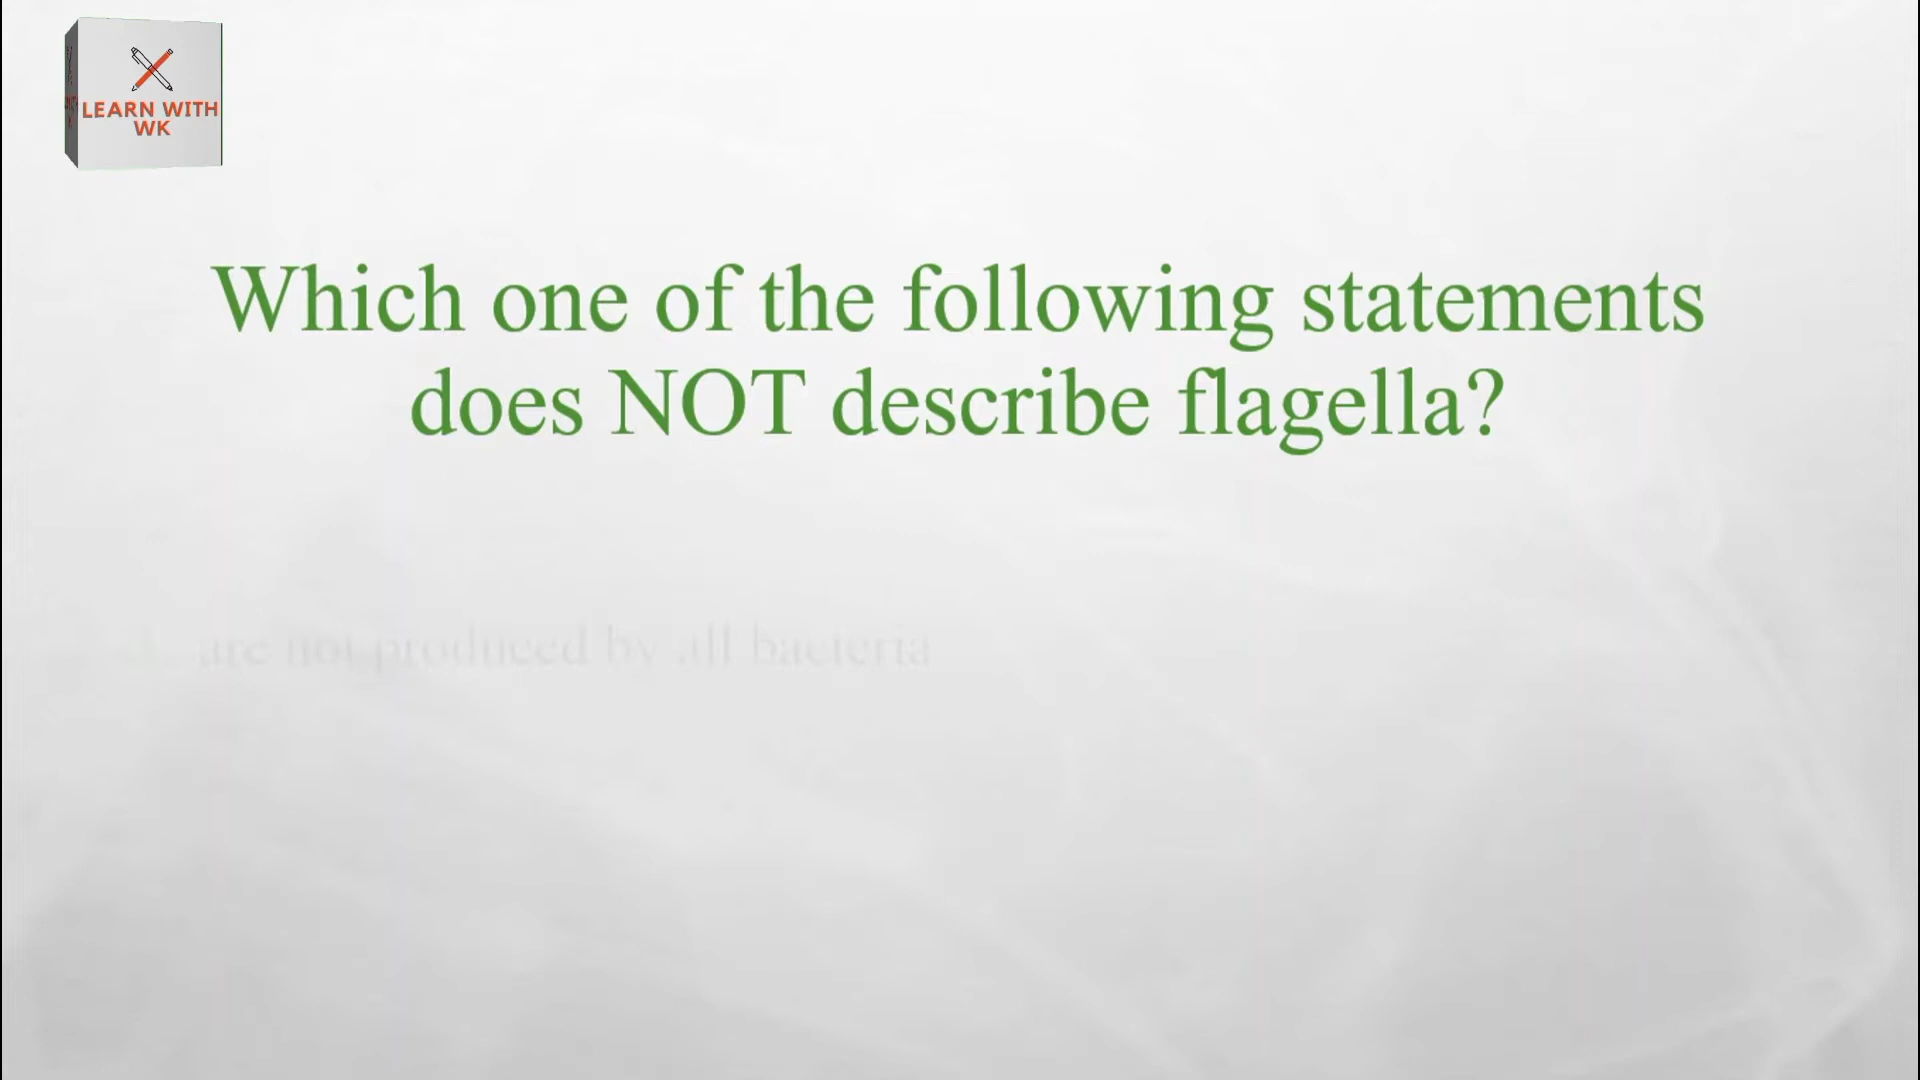 LEARN WITH
WK
Which one of the following statements
does NOT describe flagella?
are not produced by all bacteria